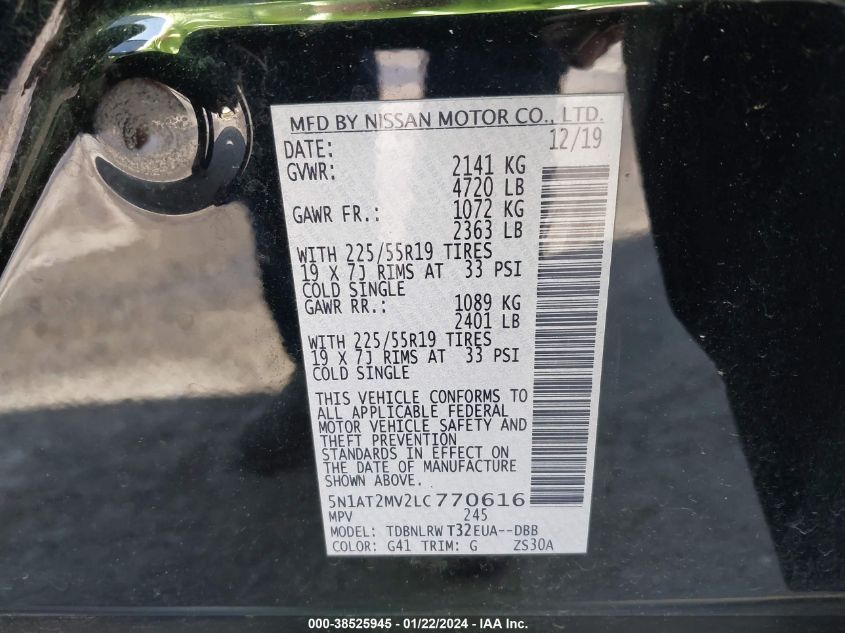 MFD BY NISSAN MOTOR CO., LTD.
DATE: 12/19
GVWR: 2141 KG
4720 LB
GAWR FR.: 1072 KG
2363 LB
WITH 225/55R19 TIRES
19 X 7J RIMS AT 33 PSI
COLD SINGLE
GAWR RR.: 1089 KG
2401 LB
WITH 225/55R19 TIRES
19 X 7J RIMS AT 33 PSI
COLD SINGLE
THIS VEHICLE CONFORMS TO
ALL APPLICABLE FEDERAL
MOTOR VEHICLE SAFETY AND
THEFT PREVENTION
STANDARDS IN EFFECT ON
THE DATE OF MANUFACTURE
SHOWN ABOVE.
5N1AT2MV2LC770616
MPV 245
MODEL: TDBNLRW T32EUA--DBB
COLOR: G41 TRIM: G ZS30A
000-38525945 - 01/22/2024 - © IAA, Inc.